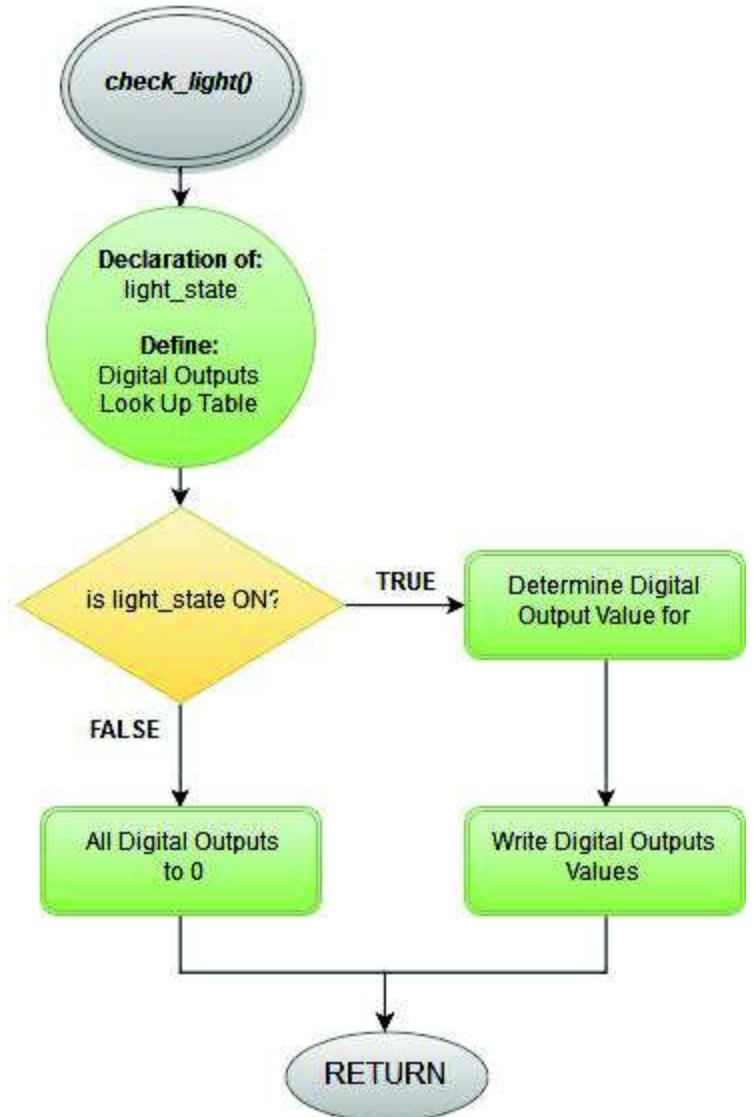 check_light()
Declaration of:
light_state
Define:
Digital Outputs
Look Up Table
is light_state ON?
TRUE
Determine Digital
Output Value for
FALSE
All Digital Outputs
to 0
Write Digital Outputs
Values
RETURN